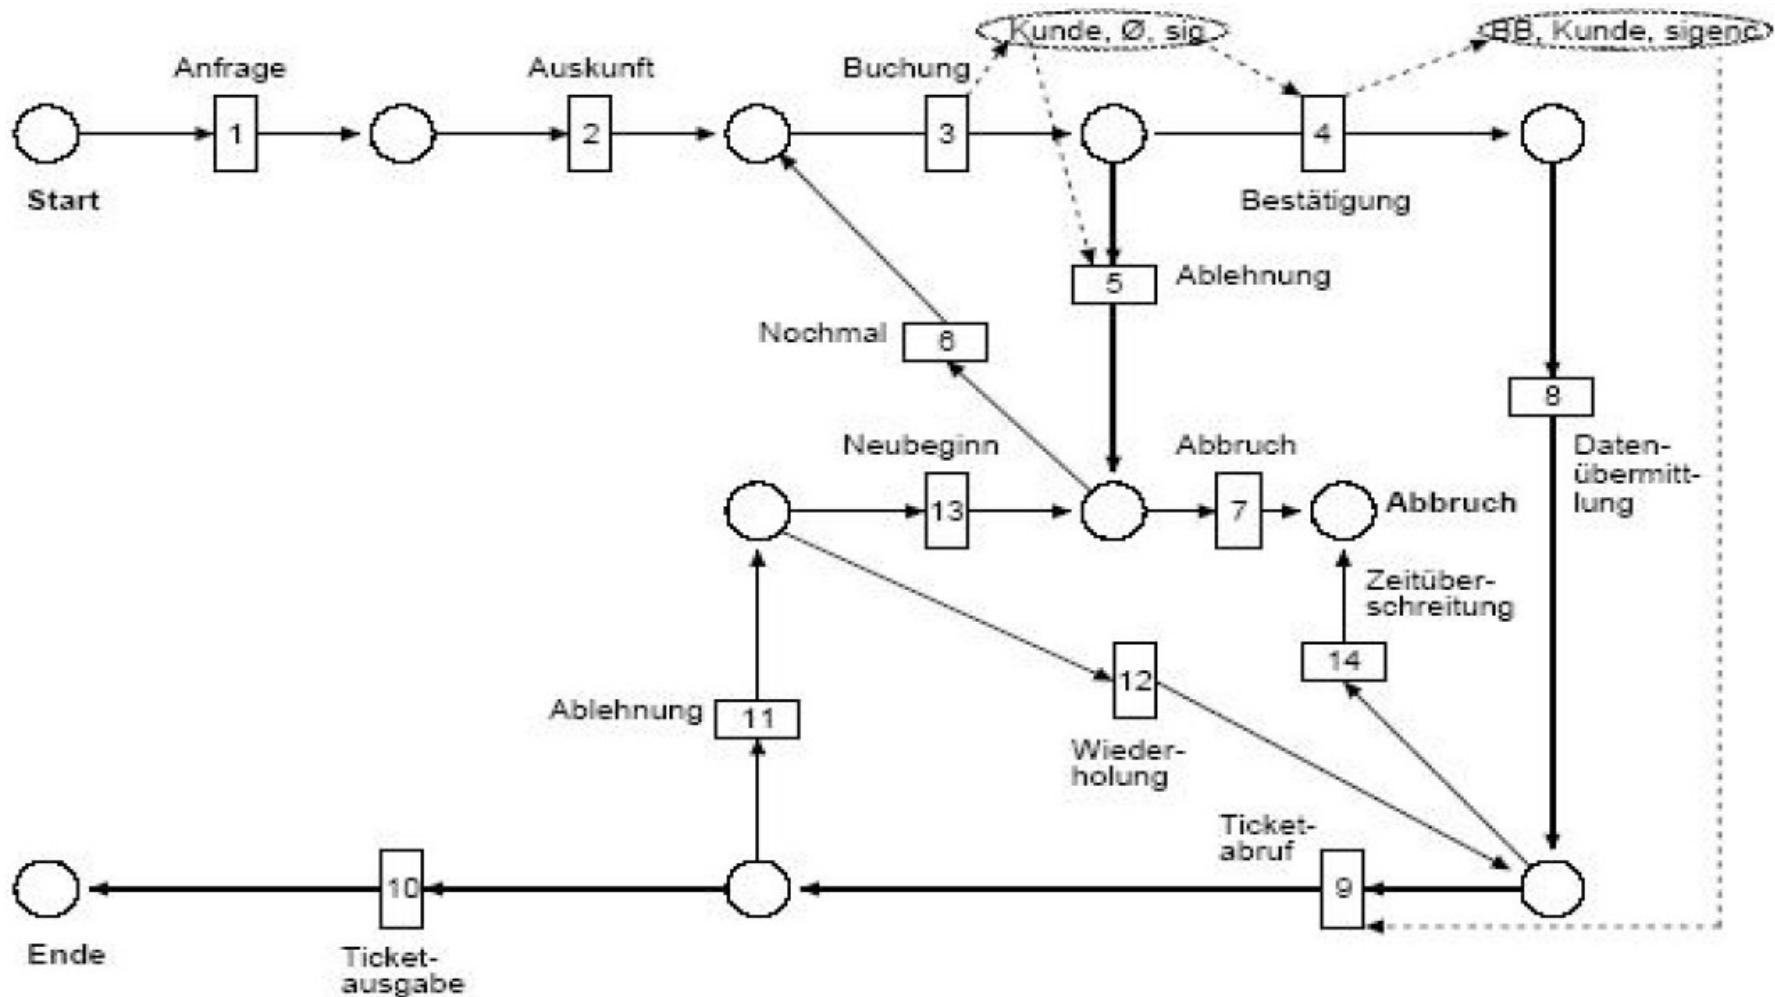 Kunde, Ø, sig
BB, Kunde, sigenc
Anfrage
Auskunft
Buchung
1
2
3
4
Start
Bestätigung
5
Ablehnung
Nochmal
6
8
Neubeginn
Abbruch
Daten-
übermitt-
lung
13
7
Abbruch
Zeitüber-
schreitung
12
14
Ablehnung
11
Wieder-
holung
Ticket-
abruf
10
9
Ende
Ticket-
ausgabe